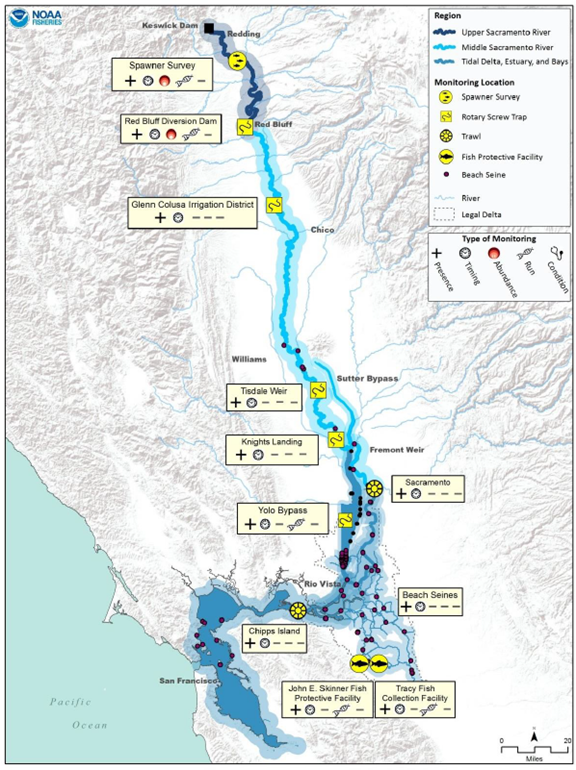 NOAA
FISHERIES
Keswick Dam
Redding
Spawner Survey
+ –
Red Bluff Diversion Dam
+ –
Red Bluff
Glenn Colusa Irrigation District
+ – – –
Chico
Williams
Sutter Bypass
Tisdale Weir
+ – – –
Knights Landing
+ – – –
Fremont Weir
Sacramento
+ – – –
Yolo Bypass
+ – –
Rio Vista
Beach Seines
+ – – –
Chipps Island
+ – – –
San Francisco
John E. Skinner Fish
Protective Facility
+ – –
Tracy Fish
Collection Facility
+ – –
Pacific
Ocean
Region
Upper Sacramento River
Middle Sacramento River
Tidal Delta, Estuary, and Bays
Monitoring Location
Spawner Survey
Rotary Screw Trap
Trawl
Fish Protective Facility
Beach Seine
River
Legal Delta
Type of Monitoring
+
Presence
Timing
Abundance
Run
Condition
N
0
20
Miles